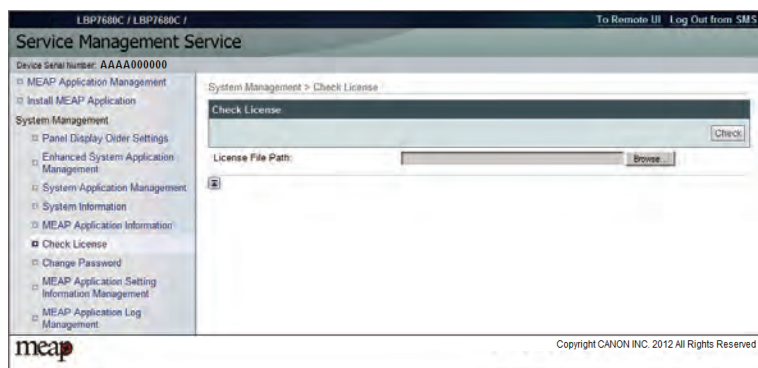 LBP7680C / LBP7680C /
To Remote UI Log Out from SMS
Service Management Service
Device Serial Number: AAAA000000
MEAP Application Management
Install MEAP Application
System Management
Panel Display Order Settings
Enhanced System Application
Management
System Application Management
System Information
MEAP Application Information
Check License
Change Password
MEAP Application Setting
Information Management
MEAP Application Log
Management
System Management > Check License
Check License
Check
License File Path:
Browse...
meap
Copyright CANON INC. 2012 All Rights Reserved